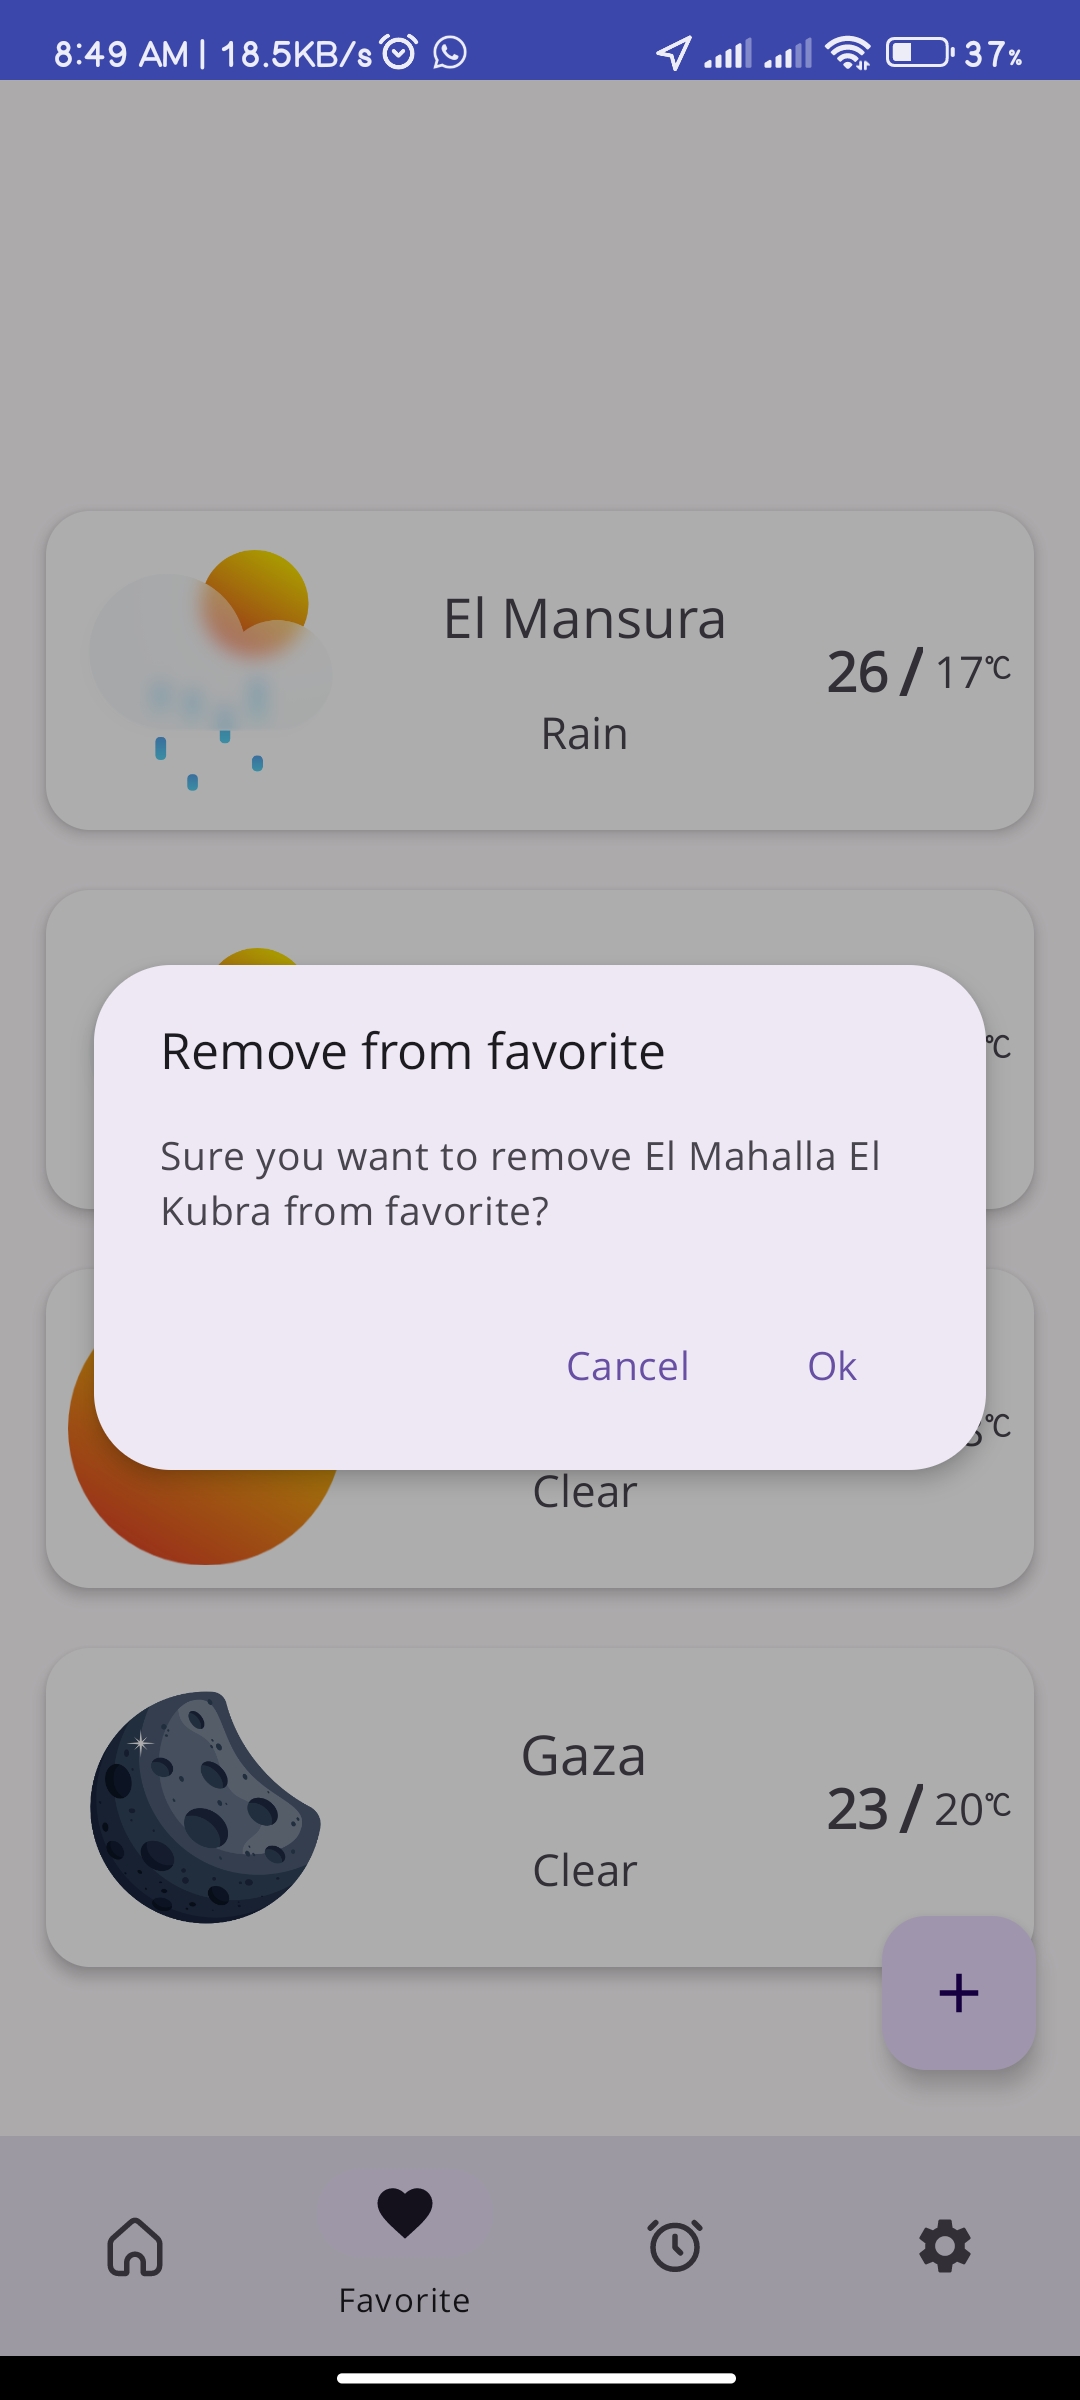 8:49 AM | 18.5KB/s 37%
El Mansura
26 / 17°C
Rain
°C
Remove from favorite
Sure you want to remove El Mahalla El
Kubra from favorite?
Cancel Ok
°C
Clear
Gaza
23 / 20°C
Clear
+
Favorite